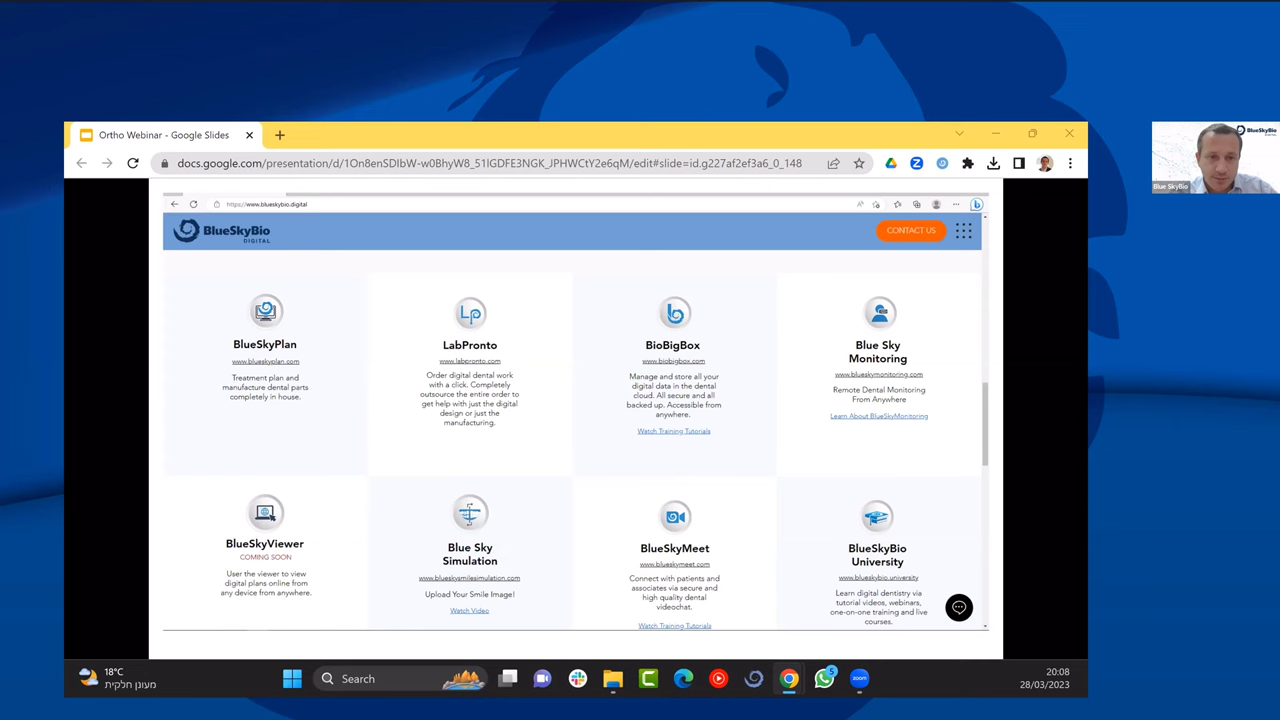 Ortho Webinar - Google Slides
docs.google.com/presentation/d/1On8enSDIbW-w0BhyW8_51lGDFE3NGK_JPHWCtY2e6qM/edit#slide=id.g227af2ef3a6_0_148
https://www.blueskybio.digital
BlueSkyBio
DIGITAL
CONTACT US
BlueSkyBio
Blue SkyBio
BlueSkyPlan
www.blueskyplan.com
Treatment plan and
manufacture dental parts
completely in house.
Lp
LabPronto
www.labpronto.com
Order digital dental work
with a click. Completely
outsource the entire order to
get help with just the digital
design or just the
manufacturing.
BioBigBox
www.biobigbox.com
Manage and store all your
digital data in the dental
cloud. All secure and all
backed up. Accessible from
anywhere.
Watch Training Tutorials
Blue Sky
Monitoring
www.blueskymonitoring.com
Remote Dental Monitoring
From Anywhere
Learn About BlueSkyMonitoring
BlueSkyViewer
COMING SOON
User the viewer to view
digital plans online from
any device from anywhere.
Blue Sky
Simulation
www.blueskysmilesimulation.com
Upload Your Smile Image!
Watch Video
BlueSkyMeet
www.blueskymeet.com
Connect with patients and
associates via secure and
high quality dental
videochat.
Watch Training Tutorials
BlueSkyBio
University
www.blueskybio.university
Learn digital dentistry via
tutorial videos, webinars,
one-on-one training and live
courses.
18°C
מעונן חלקית
Search
5
zoom
20:08
28/03/2023